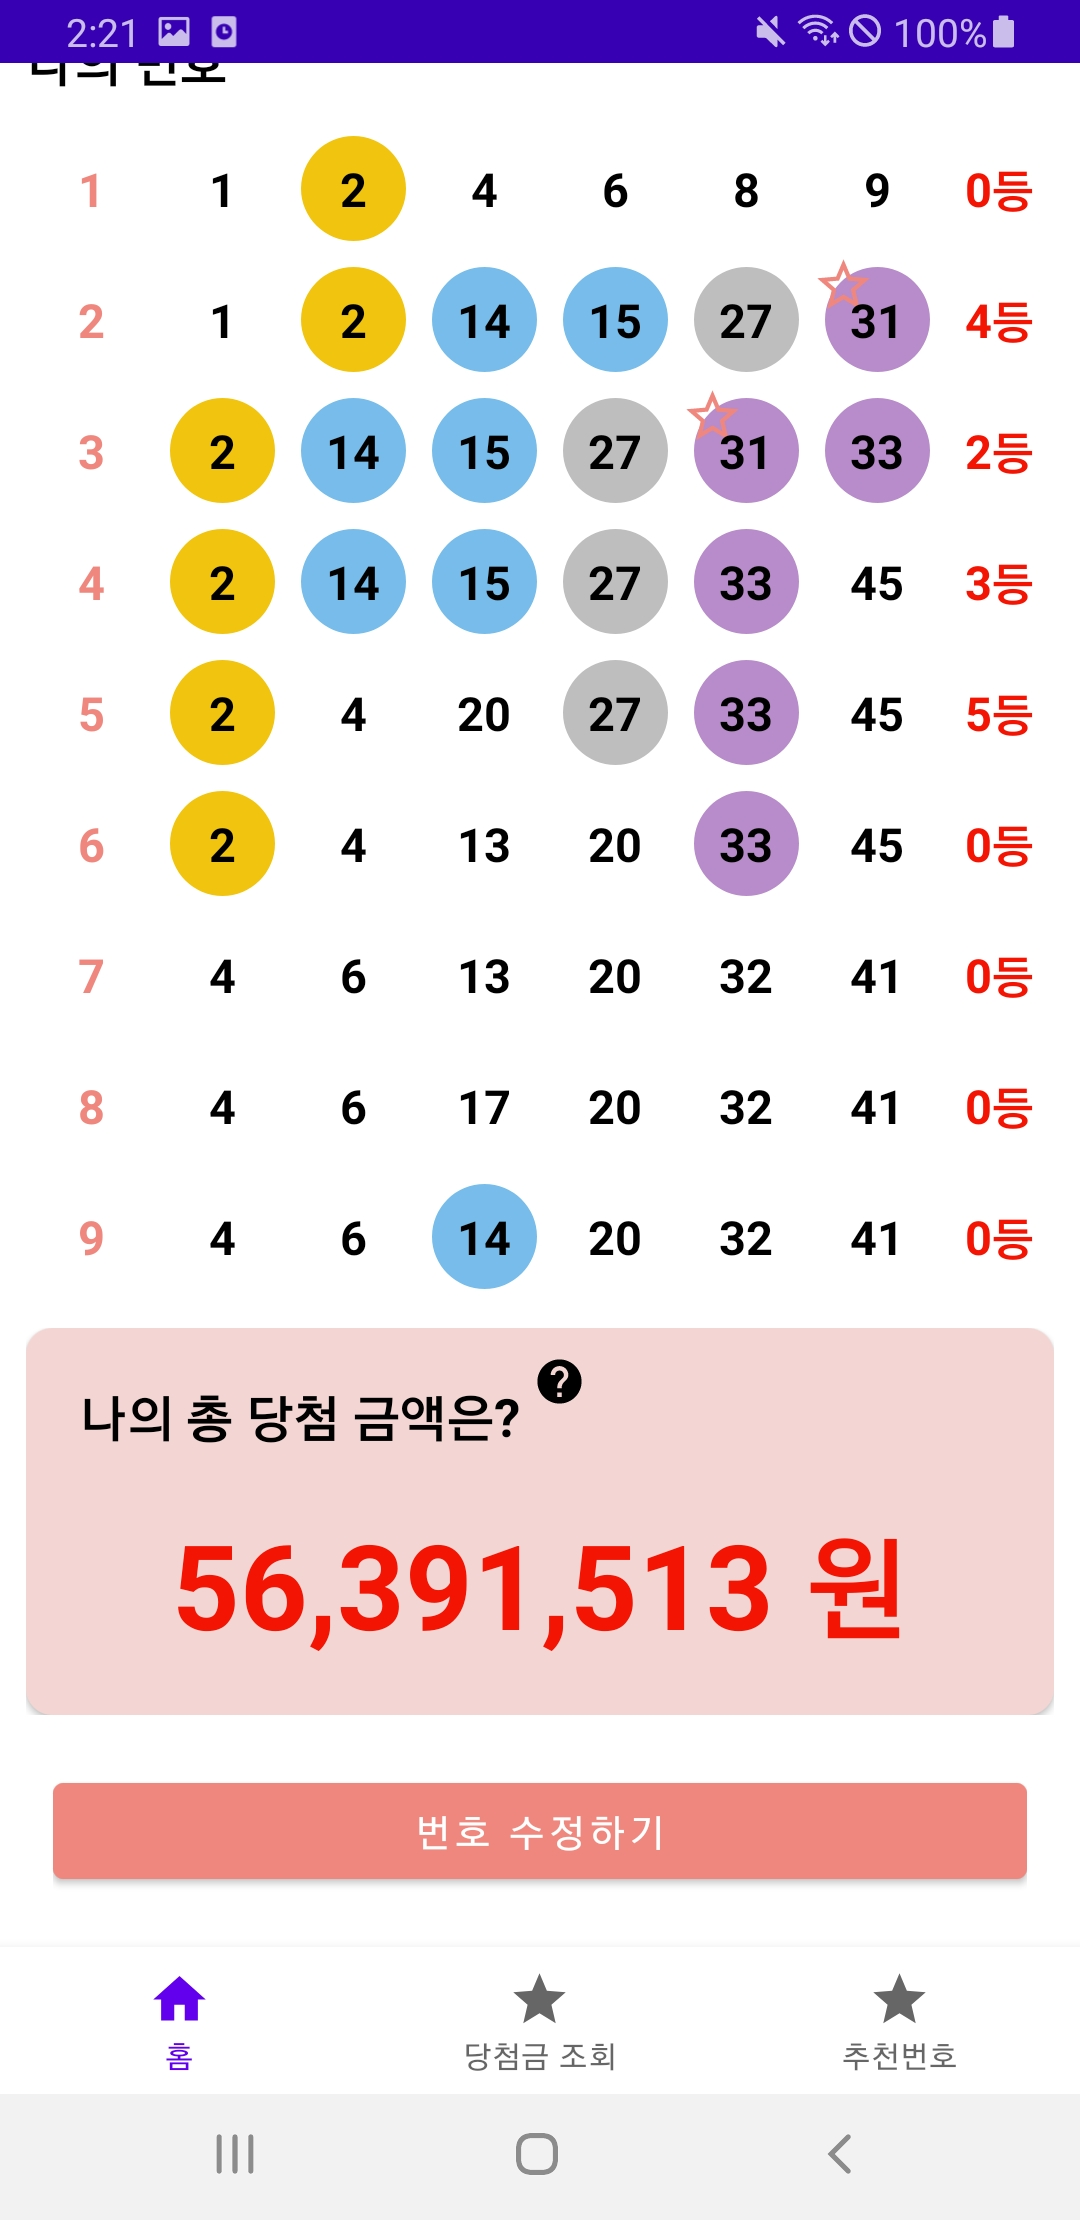 2:21 100%
나의 번호
1 1 2 4 6 8 9 0등
2 1 2 14 15 27 31 4등
3 2 14 15 27 31 33 2등
4 2 14 15 27 33 45 3등
5 2 4 20 27 33 45 5등
6 2 4 13 20 33 45 0등
7 4 6 13 20 32 41 0등
8 4 6 17 20 32 41 0등
9 4 6 14 20 32 41 0등
나의 총 당첨 금액은? ?
56,391,513 원
번호 수정하기
홈 당첨금 조회 추천번호